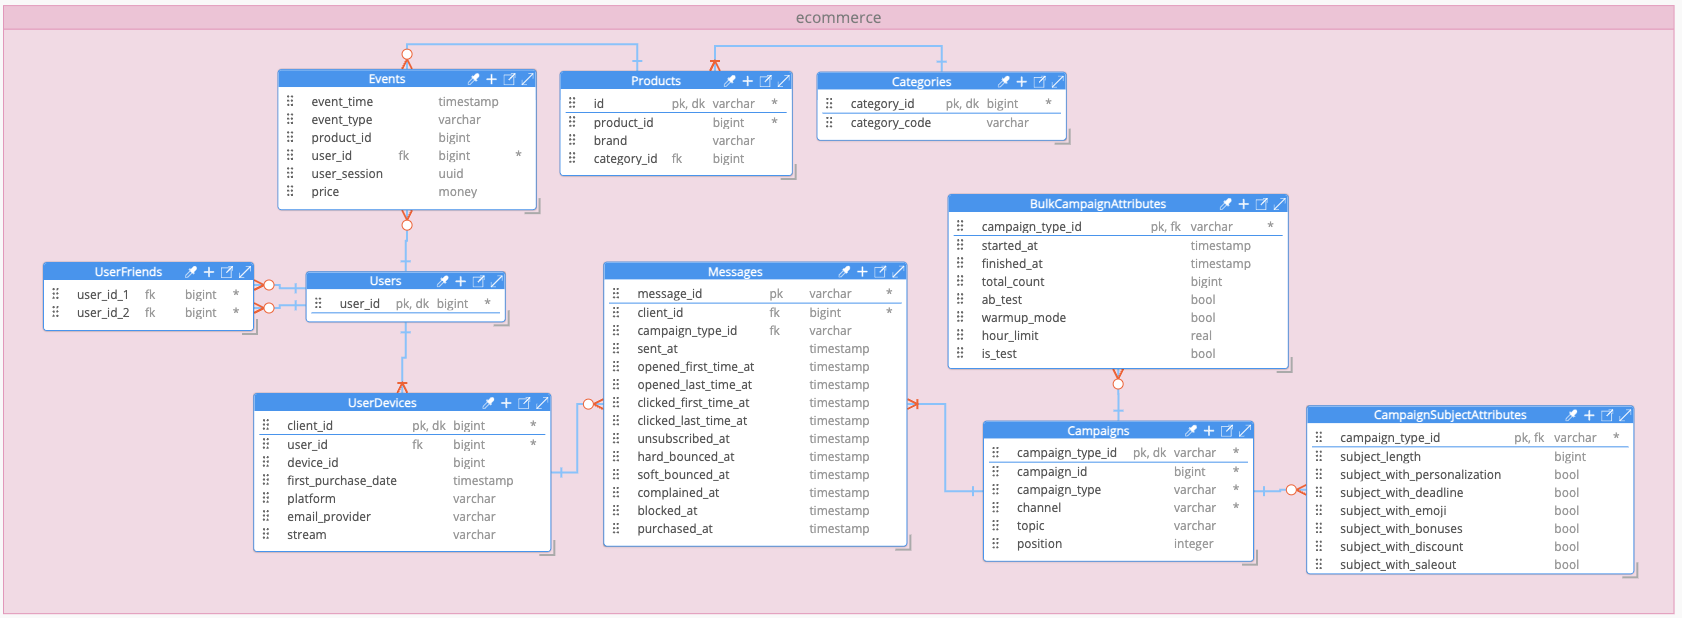 ecommerce
Events
event_time timestamp
event_type varchar
product_id bigint
user_id fk bigint *
user_session uuid
price money
Products
id pk, dk varchar *
product_id bigint *
brand varchar
category_id fk bigint
Categories
category_id pk, dk bigint *
category_code varchar
BulkCampaignAttributes
campaign_type_id pk, fk varchar *
started_at timestamp
finished_at timestamp
total_count bigint
ab_test bool
warmup_mode bool
hour_limit real
is_test bool
UserFriends
user_id_1 fk bigint *
user_id_2 fk bigint *
Users
user_id pk, dk bigint *
Messages
message_id pk varchar *
client_id fk bigint *
campaign_type_id fk varchar
sent_at timestamp
opened_first_time_at timestamp
opened_last_time_at timestamp
clicked_first_time_at timestamp
clicked_last_time_at timestamp
unsubscribed_at timestamp
hard_bounced_at timestamp
soft_bounced_at timestamp
complained_at timestamp
blocked_at timestamp
purchased_at timestamp
UserDevices
client_id pk, dk bigint *
user_id fk bigint *
device_id bigint
first_purchase_date timestamp
platform varchar
email_provider varchar
stream varchar
Campaigns
campaign_type_id pk, dk varchar *
campaign_id bigint *
campaign_type varchar *
channel varchar *
topic varchar
position integer
CampaignSubjectAttributes
campaign_type_id pk, fk varchar *
subject_length bigint
subject_with_personalization bool
subject_with_deadline bool
subject_with_emoji bool
subject_with_bonuses bool
subject_with_discount bool
subject_with_saleout bool